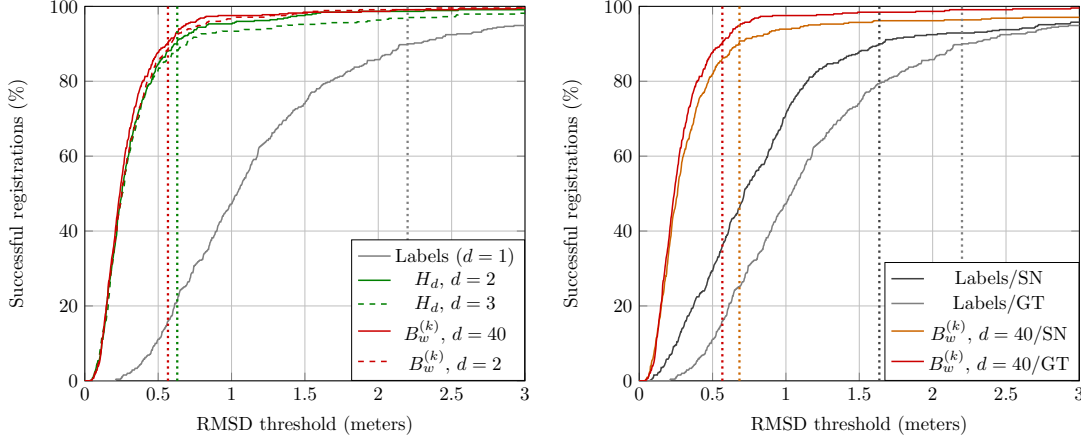 100
80
60
40
20
0
0
0.5
1
1.5
2
2.5
3
Successful registrations (%)
RMSD threshold (meters)
Labels (d = 1)
H_d, d = 2
H_d, d = 3
B_w^(k), d = 40
B_w^(k), d = 2
100
80
60
40
20
0
0
0.5
1
1.5
2
2.5
3
Successful registrations (%)
RMSD threshold (meters)
Labels/SN
Labels/GT
B_w^(k), d = 40/SN
B_w^(k), d = 40/GT